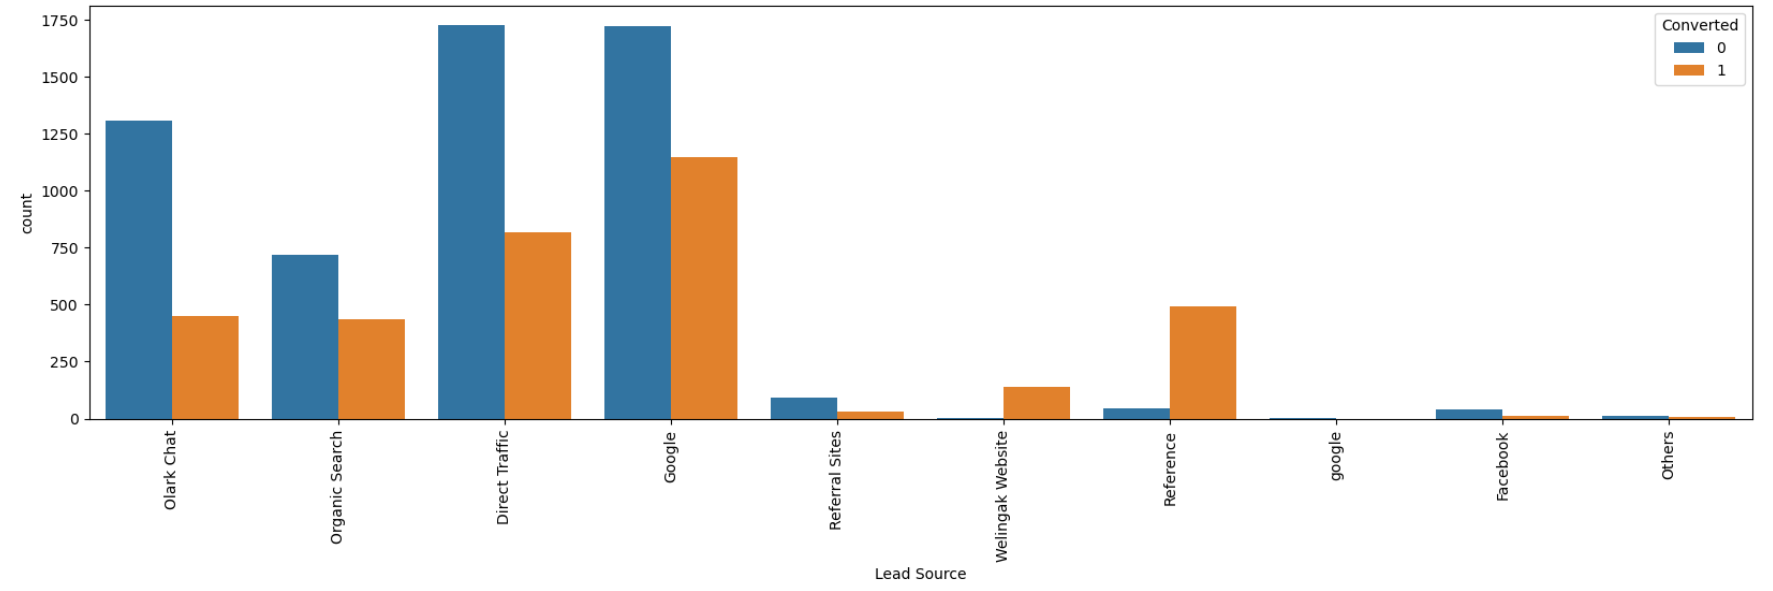 1750
1500
1250
1000
750
500
250
0
count
Converted
0
1
Olark Chat
Organic Search
Direct Traffic
Google
Referral Sites
Welingak Website
Reference
google
Facebook
Others
Lead Source